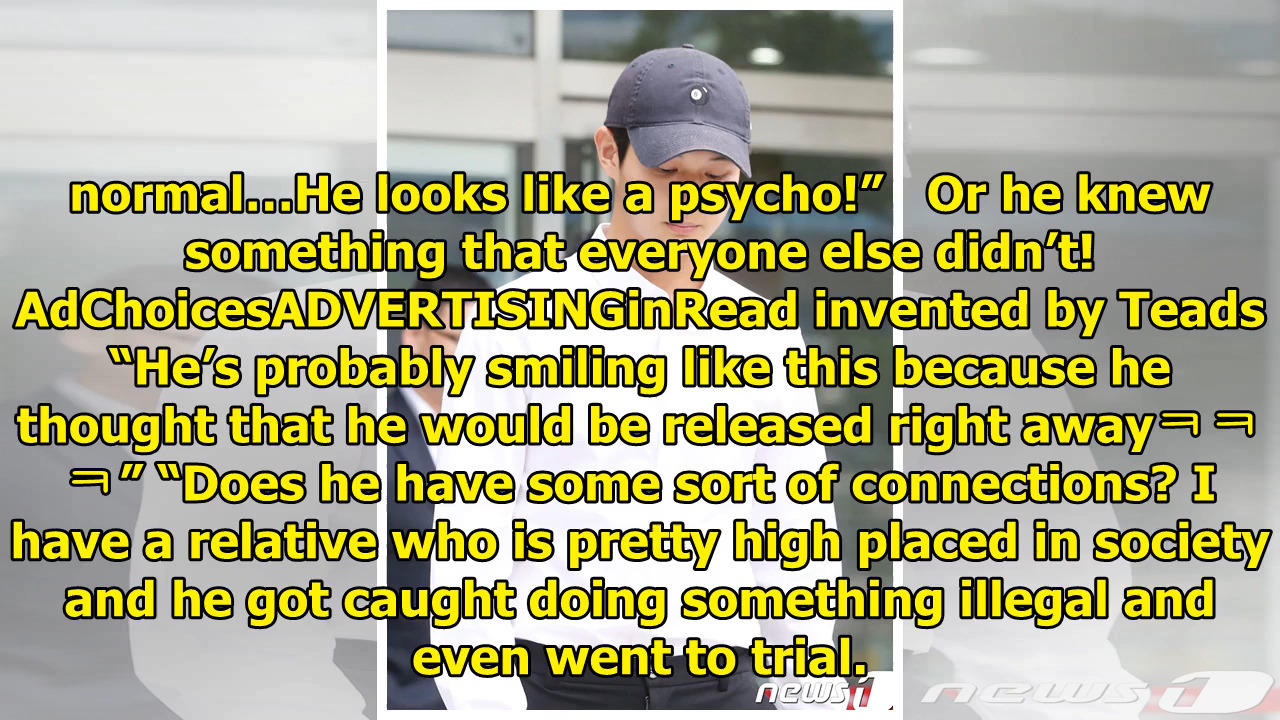 normal...He looks like a psycho!”   Or he knew
something that everyone else didn’t!
AdChoicesADVERTISINGinRead invented by Teads
“He’s probably smiling like this because he
thought that he would be released right awayㅋㅋ
ㅋ” “Does he have some sort of connections? I
have a relative who is pretty high placed in society
and he got caught doing something illegal and
even went to trial.
news1
news1